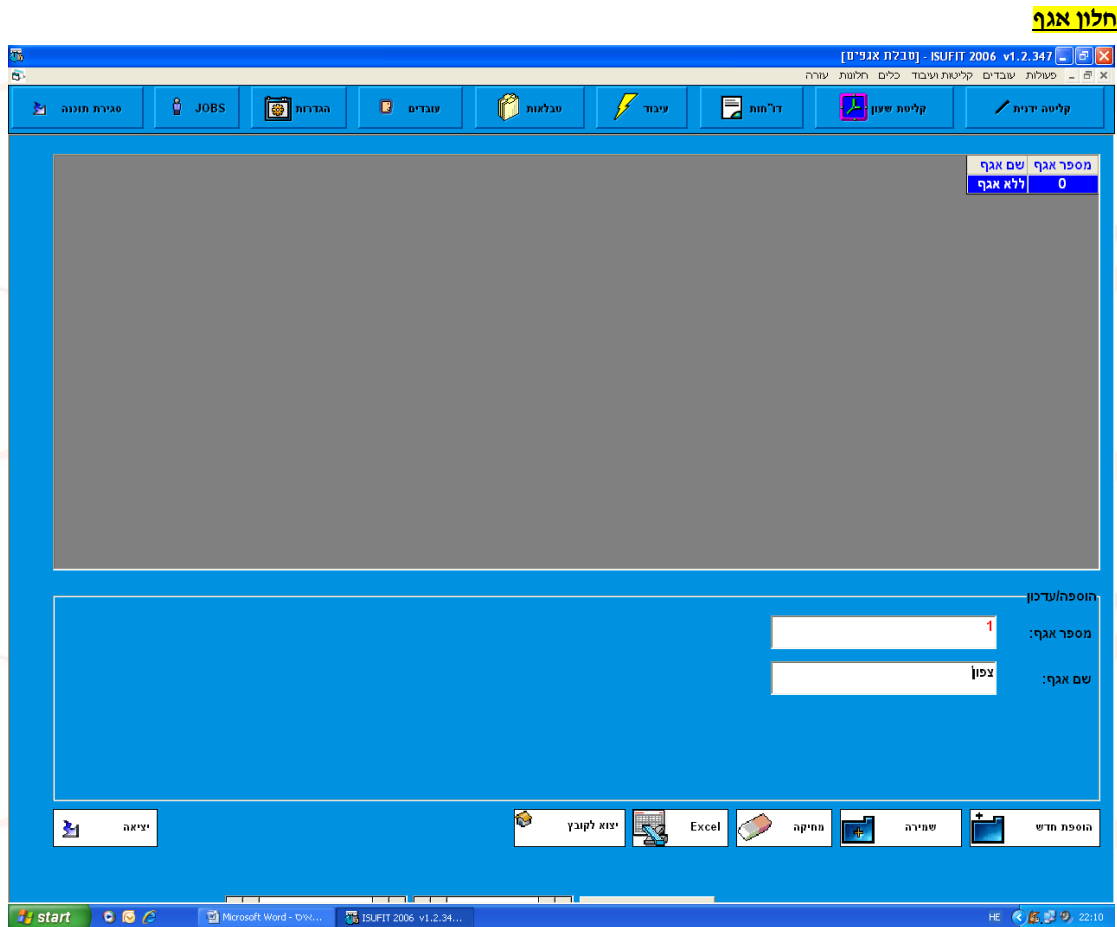 חלון אגף
ISUFIT 2006 v1.2.347 - [טבלת אגפים]
פעולות עובדים קליטות ועיבוד כלים חלונות עזרה
קליטה ידנית קליטת שעון דו"חות עיבוד טבלאות עובדים הגדרות JOBS סגירת תוכנה
מספר אגף שם אגף
0 ללא אגף
הוספה/עדכון
מספר אגף: 1
שם אגף: צפון
הוספת חדש שמירה מחיקה Excel יצוא לקובץ יציאה
start Microsoft Word - איס... ISUFIT 2006 v1.2.34... HE 22:10